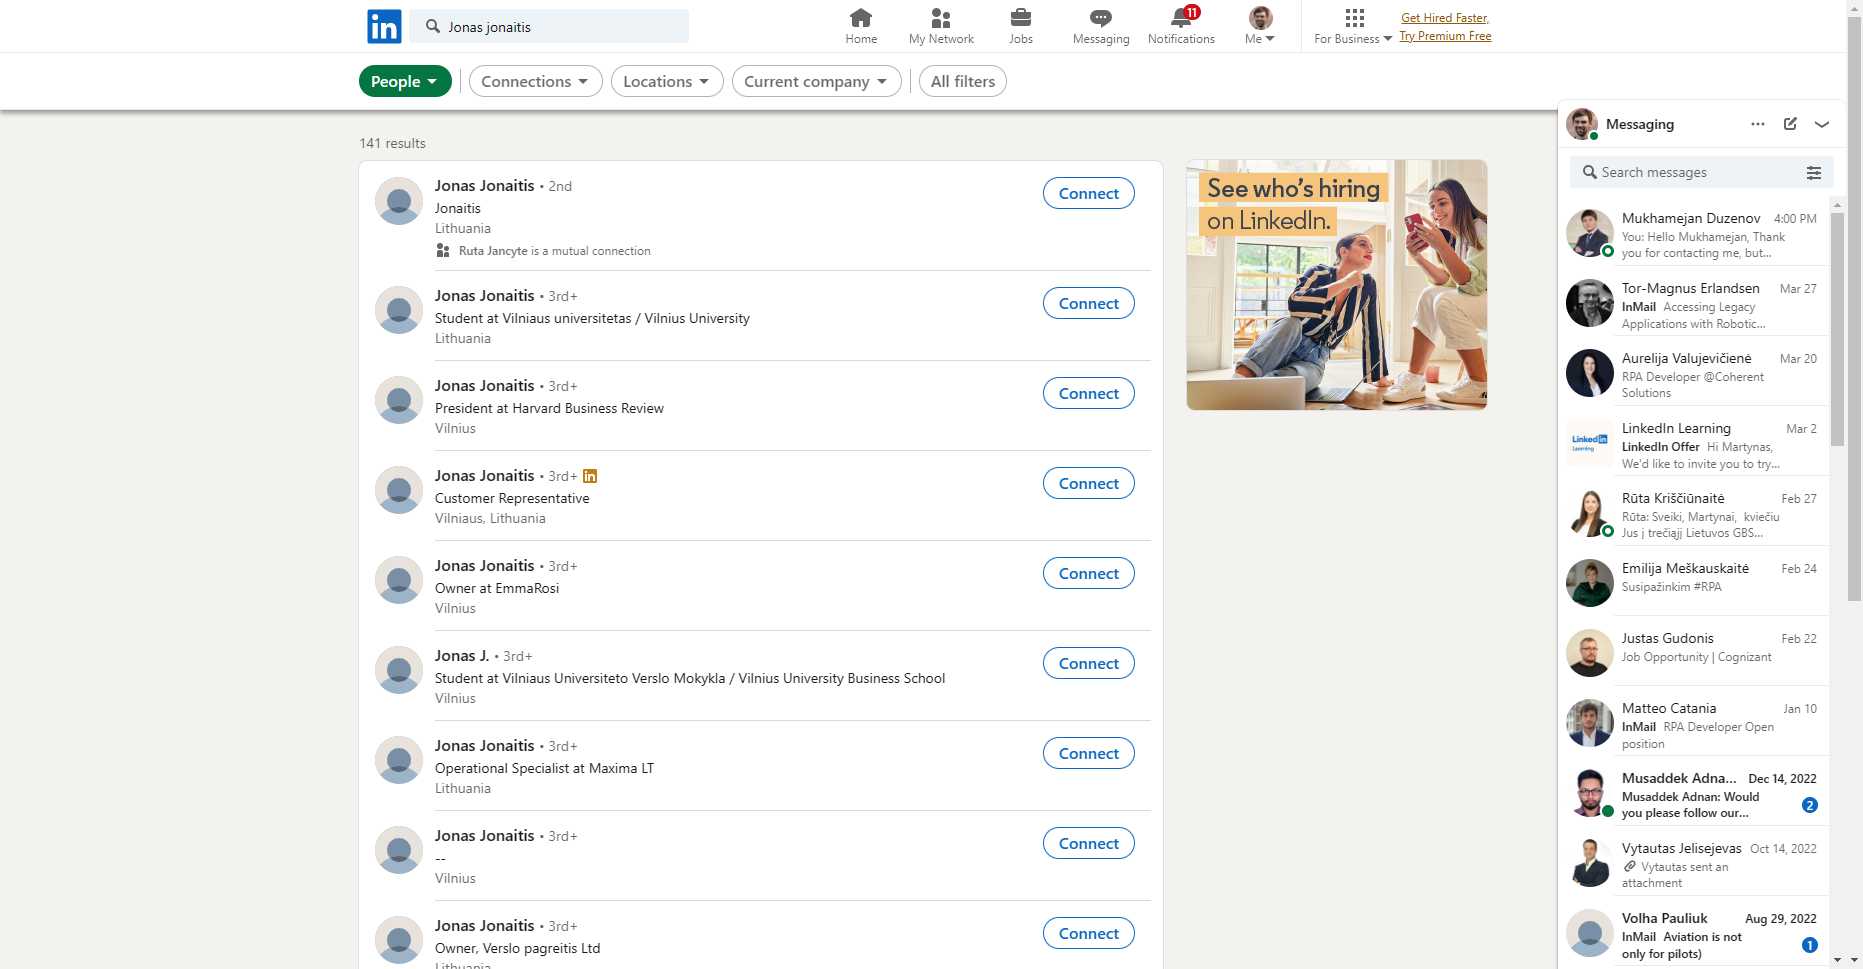 in
Jonas jonaitis
Home
My Network
Jobs
Messaging
11
Notifications
Me
For Business
Get Hired Faster,
Try Premium Free
People
Connections
Locations
Current company
All filters
141 results
Jonas Jonaitis • 2nd
Jonaitis
Lithuania
Ruta Jancyte is a mutual connection
Connect
Jonas Jonaitis • 3rd+
Student at Vilniaus universitetas / Vilnius University
Lithuania
Connect
Jonas Jonaitis • 3rd+
President at Harvard Business Review
Vilnius
Connect
Jonas Jonaitis • 3rd+ in
Customer Representative
Vilniaus, Lithuania
Connect
Jonas Jonaitis • 3rd+
Owner at EmmaRosi
Vilnius
Connect
Jonas J. • 3rd+
Student at Vilniaus Universiteto Verslo Mokykla / Vilnius University Business School
Vilnius
Connect
Jonas Jonaitis • 3rd+
Operational Specialist at Maxima LT
Lithuania
Connect
Jonas Jonaitis • 3rd+
--
Vilnius
Connect
Jonas Jonaitis • 3rd+
Owner, Verslo pagreitis Ltd
Lithuania
Connect
See who's hiring
on LinkedIn.
Messaging
Search messages
Mukhamejan Duzenov 4:00 PM
You: Hello Mukhamejan, Thank
you for contacting me, but...
Tor-Magnus Erlandsen Mar 27
InMail Accessing Legacy
Applications with Robotic...
Aurelija Valujevičienė Mar 20
RPA Developer @Coherent
Solutions
LinkedIn
Learning
LinkedIn Learning Mar 2
LinkedIn Offer Hi Martynas,
We'd like to invite you to try...
Rūta Kriščiūnaitė Feb 27
Rūta: Sveiki, Martynai, kviečiu
Jus į trečiąjį Lietuvos GBS...
Emilija Meškauskaitė Feb 24
Susipažinkim #RPA
Justas Gudonis Feb 22
Job Opportunity | Cognizant
Matteo Catania Jan 10
InMail RPA Developer Open
position
Musaddek Adna... Dec 14, 2022
Musaddek Adnan: Would
you please follow our...
2
Vytautas Jelisejevas Oct 14, 2022
Vytautas sent an
attachment
Volha Pauliuk Aug 29, 2022
InMail Aviation is not
only for pilots)
1